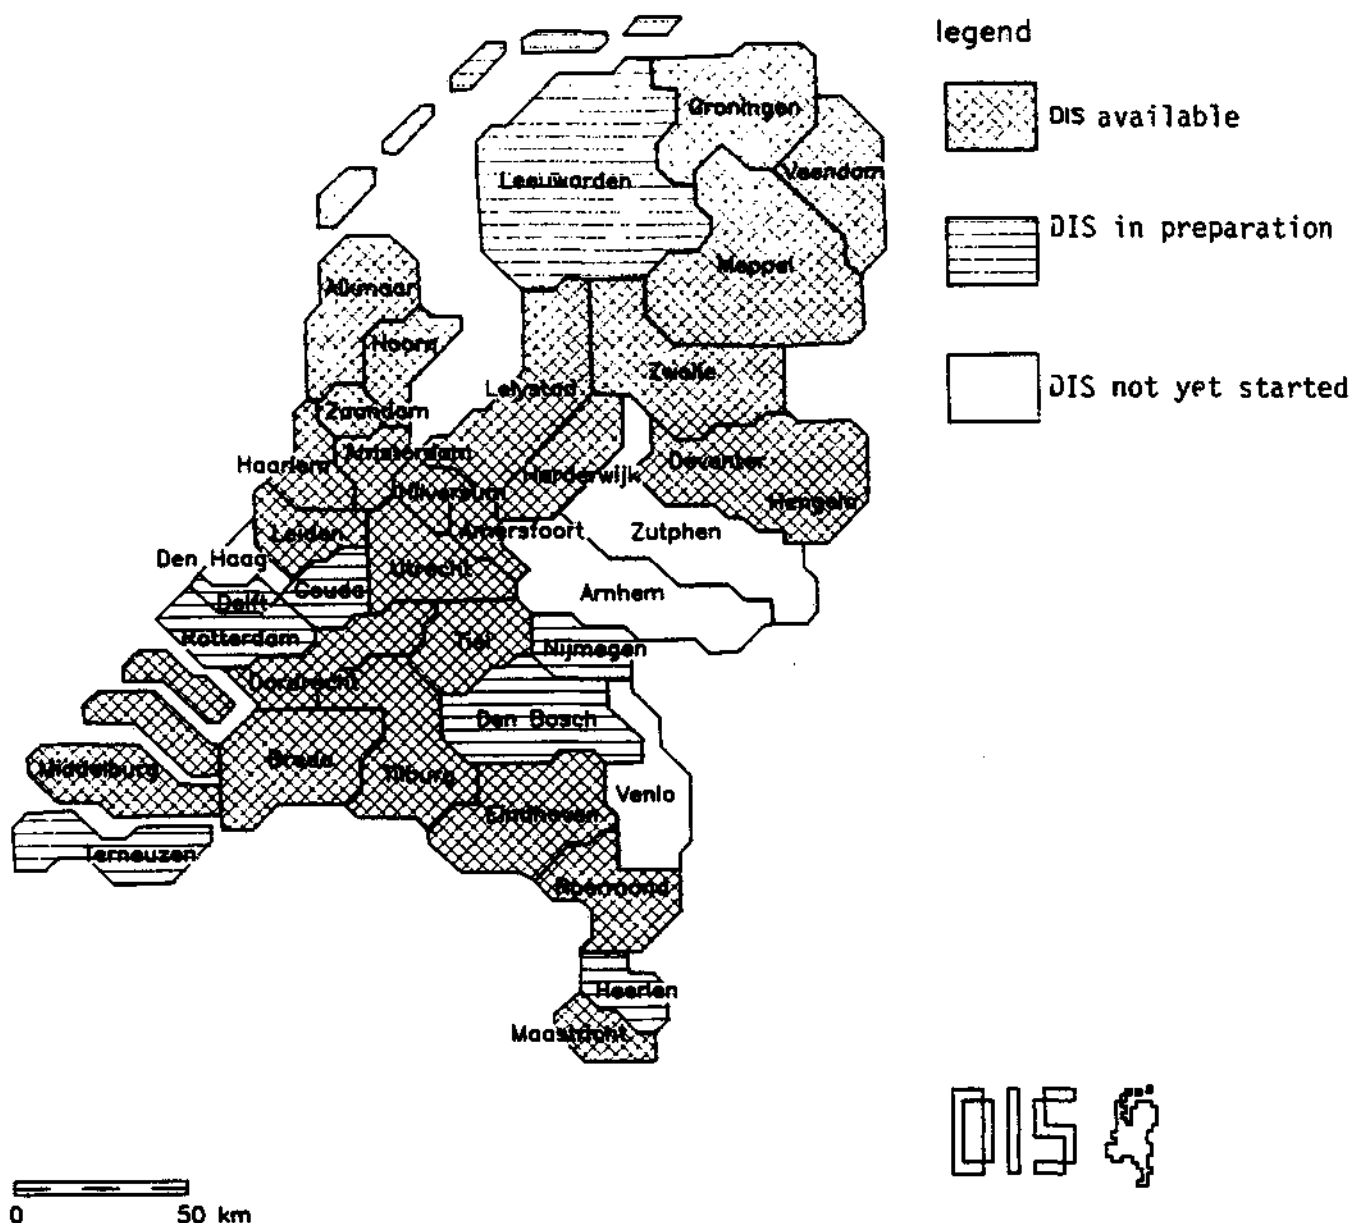 legend
DIS available
DIS in preparation
DIS not yet started
Groningen
Veendam
Leeuwarden
Meppel
Alkmaar
Hoorn
Zwolle
Lelystad
Zaandam
Amsterdam
Haarlem
Deventer
Harderwijk
Hilversum
Hengelo
Leiden
Amersfoort
Zutphen
Den Haag
Utrecht
Gouda
Arnhem
Delft
Rotterdam
Tiel
Nijmegen
Dordrecht
Den Bosch
Breda
Middelburg
Tilburg
Venlo
Eindhoven
Terneuzen
Roermond
Heerlen
Maastricht
DIS
0 50 km